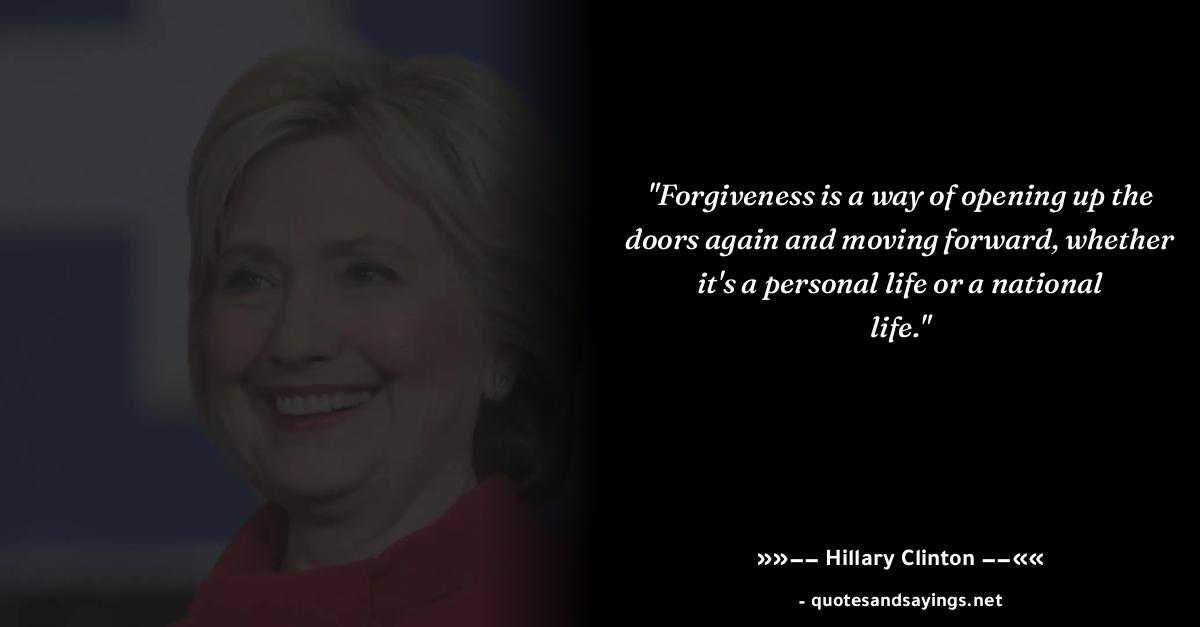 "Forgiveness is a way of opening up the
doors again and moving forward, whether
it's a personal life or a national
life."
»»–– Hillary Clinton ––««
- quotesandsayings.net